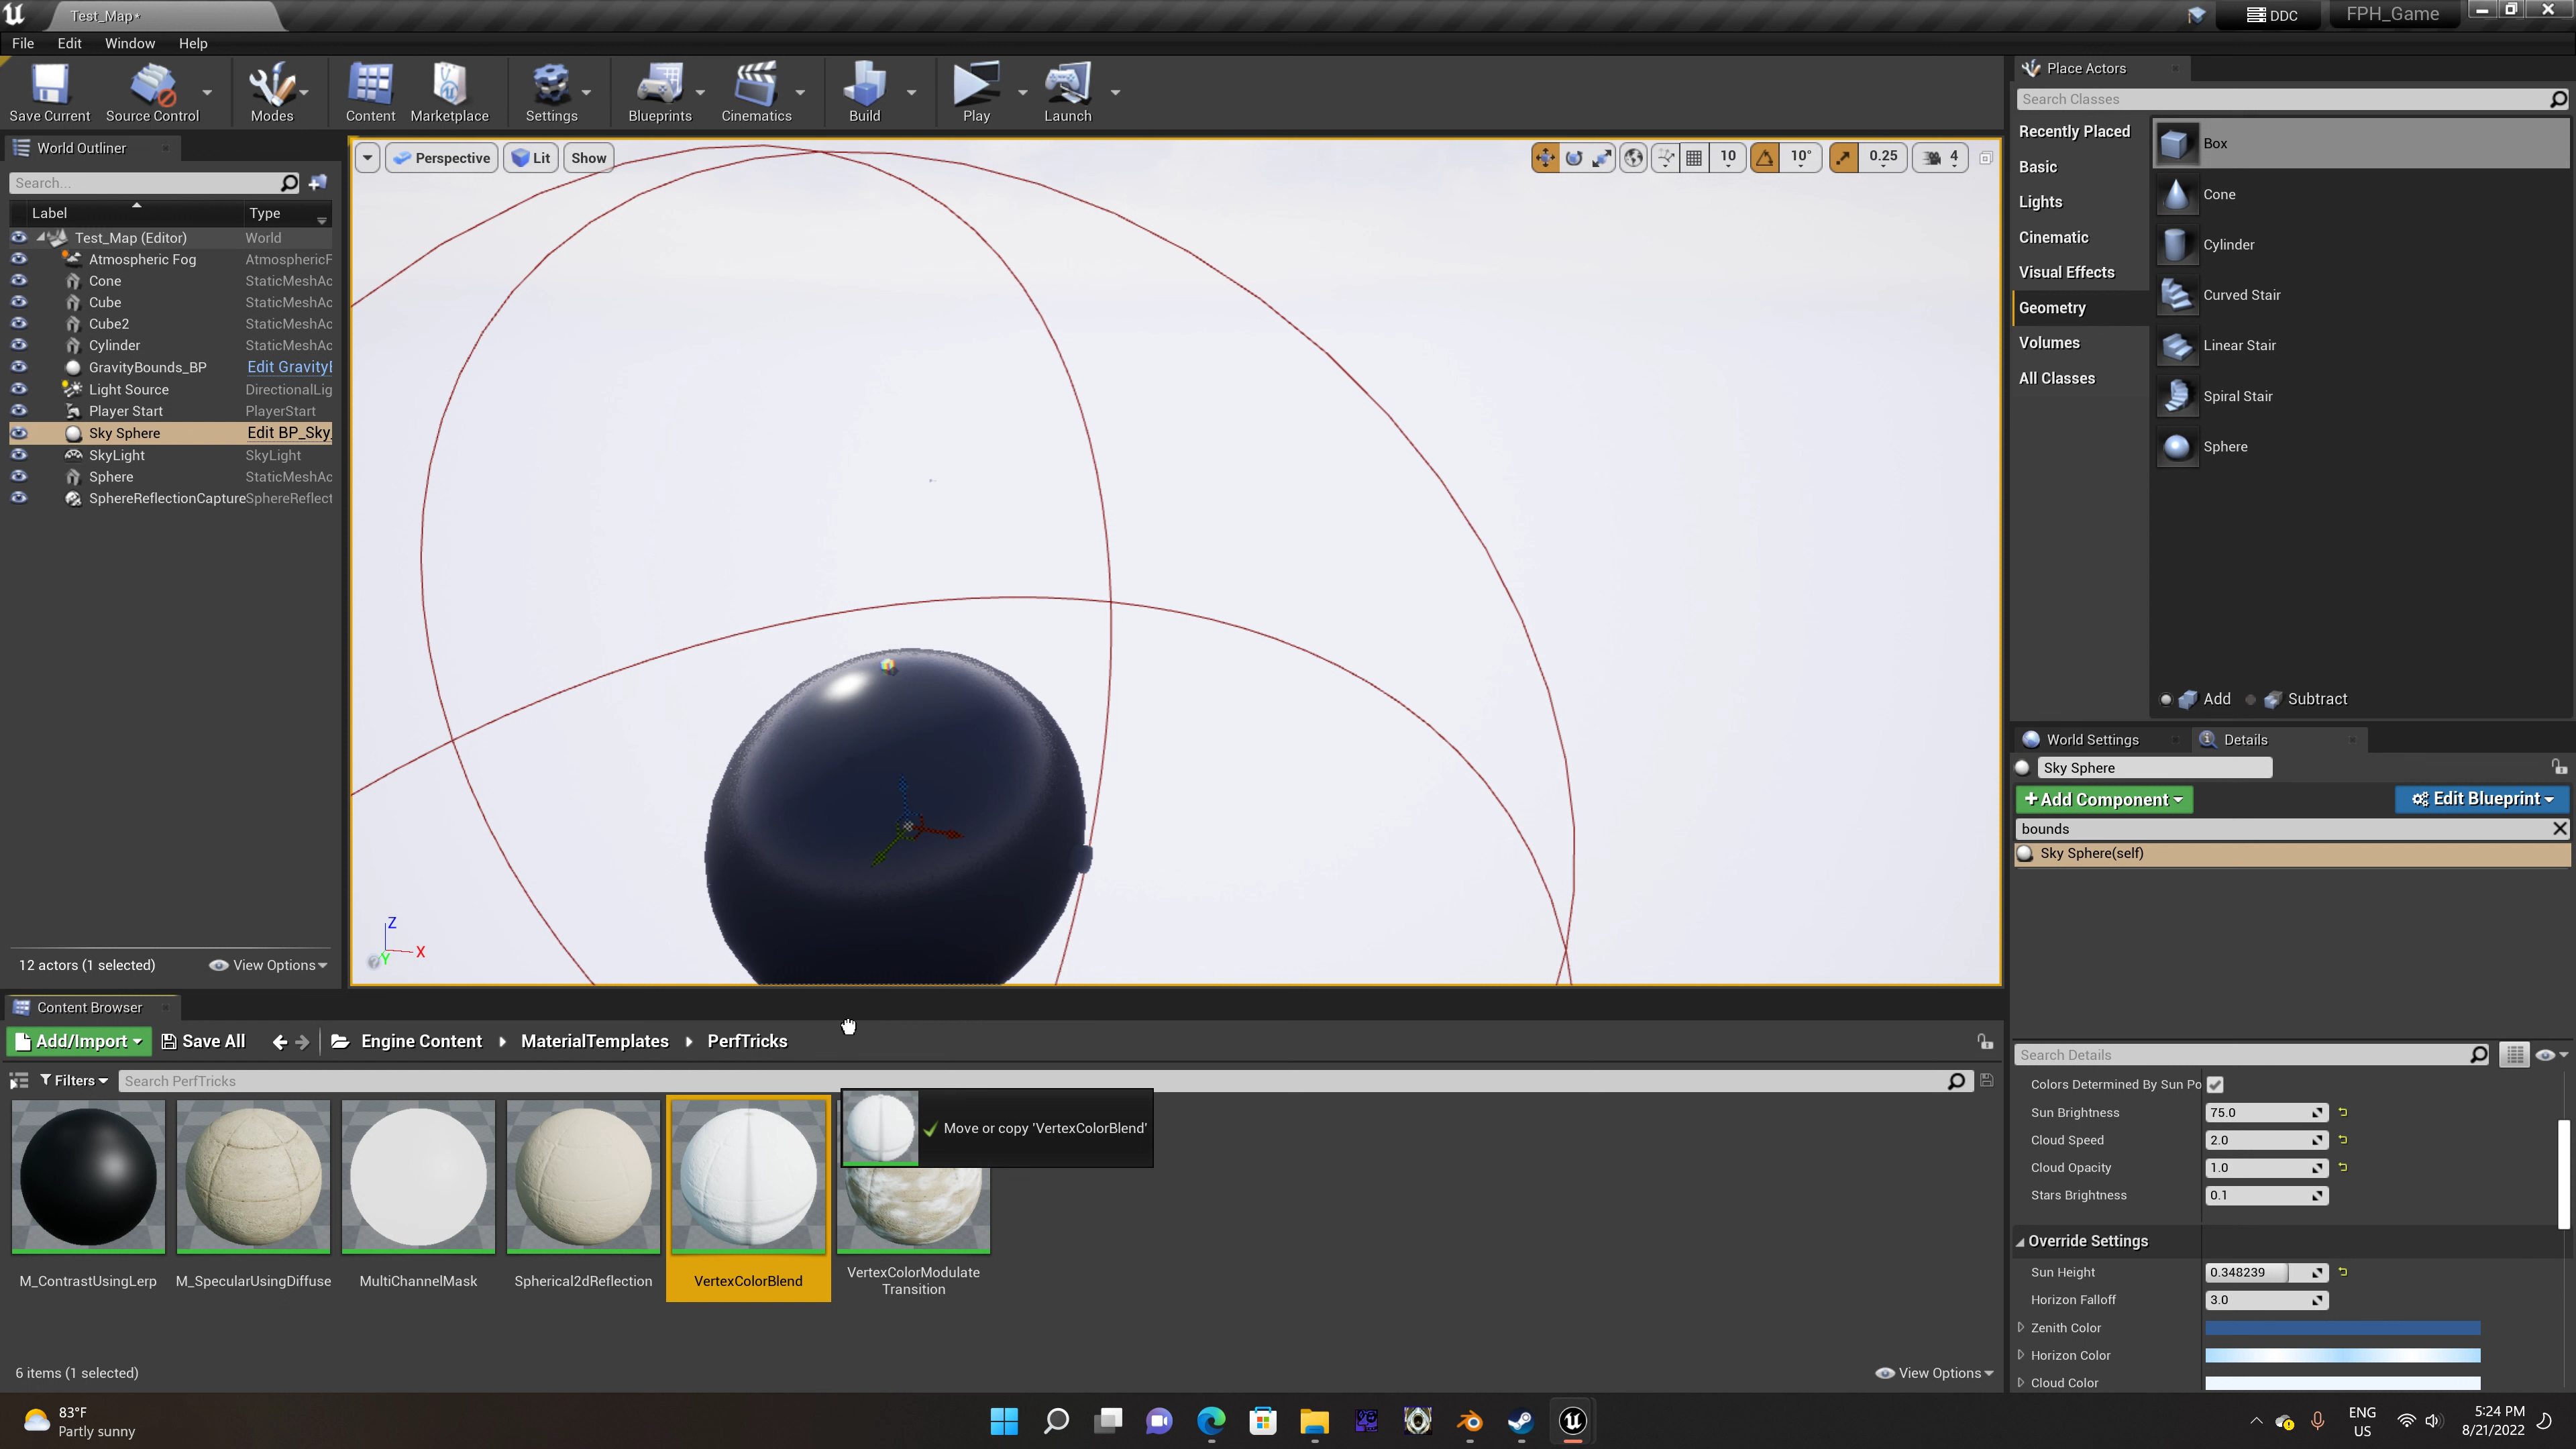 Test_Map*
DDC
FPH_Game
File Edit Window Help
Save Current
Source Control
Modes
Content
Marketplace
Settings
Blueprints
Cinematics
Build
Play
Launch
World Outliner
Search...
Label Type
Test_Map (Editor) World
Atmospheric Fog AtmosphericF
Cone StaticMeshAc
Cube StaticMeshAc
Cube2 StaticMeshAc
Cylinder StaticMeshAc
GravityBounds_BP Edit GravityB
Light Source DirectionalLig
Player Start PlayerStart
Sky Sphere Edit BP_Sky_
SkyLight SkyLight
Sphere StaticMeshAc
SphereReflectionCapture SphereReflect
12 actors (1 selected) View Options
Perspective Lit Show
10 10° 0.25 4
Z
X
Y
Place Actors
Search Classes
Recently Placed
Basic
Lights
Cinematic
Visual Effects
Geometry
Volumes
All Classes
Box
Cone
Cylinder
Curved Stair
Linear Stair
Spiral Stair
Sphere
Add Subtract
World Settings Details
Sky Sphere
+Add Component Edit Blueprint
bounds
Sky Sphere(self)
Search Details
Colors Determined By Sun Po
Sun Brightness 75.0
Cloud Speed 2.0
Cloud Opacity 1.0
Stars Brightness 0.1
Override Settings
Sun Height 0.348239
Horizon Falloff 3.0
Zenith Color
Horizon Color
Cloud Color
Content Browser
Add/Import Save All Engine Content MaterialTemplates PerfTricks
Filters Search PerfTricks
Move or copy 'VertexColorBlend'
M_ContrastUsingLerp
M_SpecularUsingDiffuse
MultiChannelMask
Spherical2dReflection
VertexColorBlend
VertexColorModulate
Transition
6 items (1 selected) View Options
83°F
Partly sunny
ENG
US
5:24 PM
8/21/2022